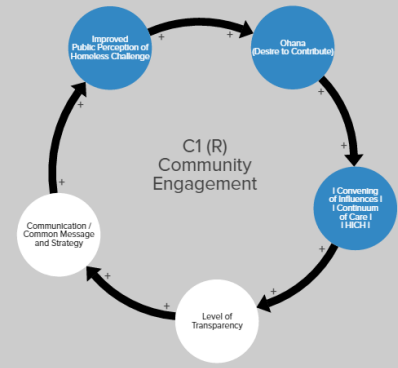 Improved
Public Perception of
Homeless Challenge
+
+
Ohana
(Desire to Contribute)
+
+
+
+
C1 (R)
Community
Engagement
| Convening
of Influences |
| Continuum
of Care |
| HICH |
+
+
Communication /
Common Message
and Strategy
+
+
Level of
Transparency